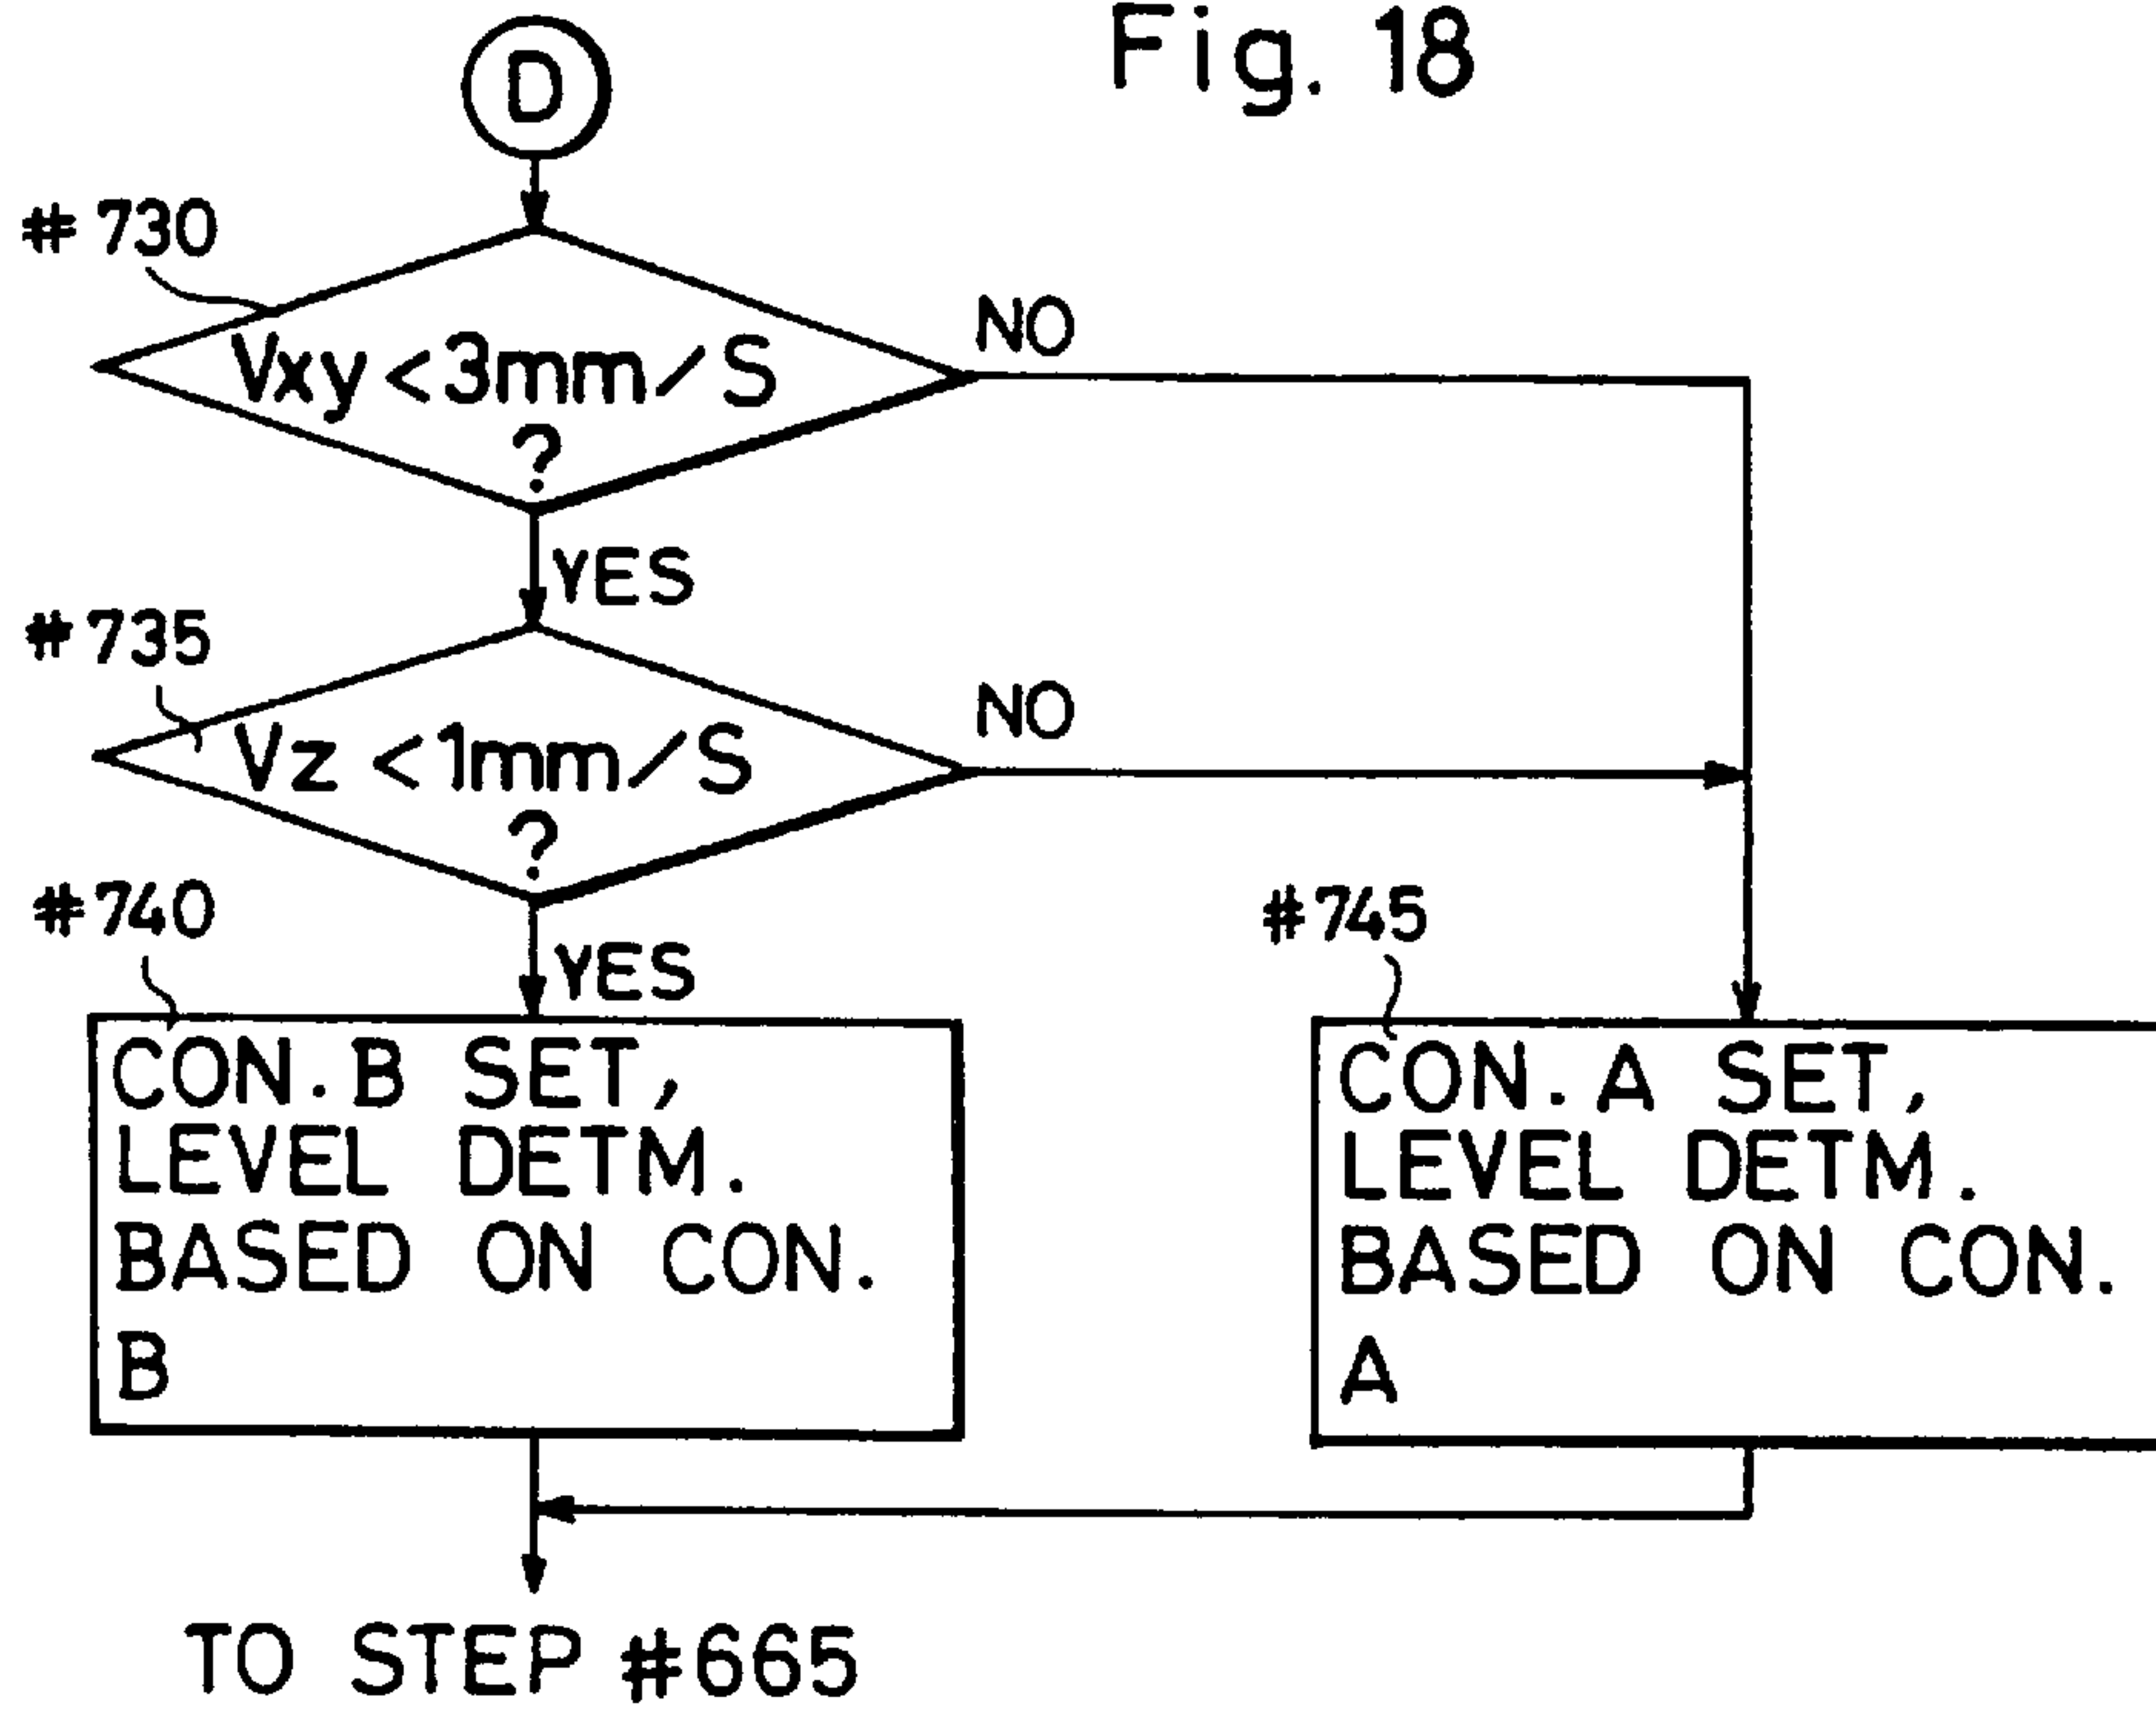 Fig. 18
D
#730
Vxy<3mm/S
?
NO
YES
#735
Vz <1mm/S
?
NO
YES
#740
CON.B SET,
LEVEL DETM.
BASED ON CON.
B
#745
CON.A SET,
LEVEL DETM.
BASED ON CON.
A
TO STEP #665